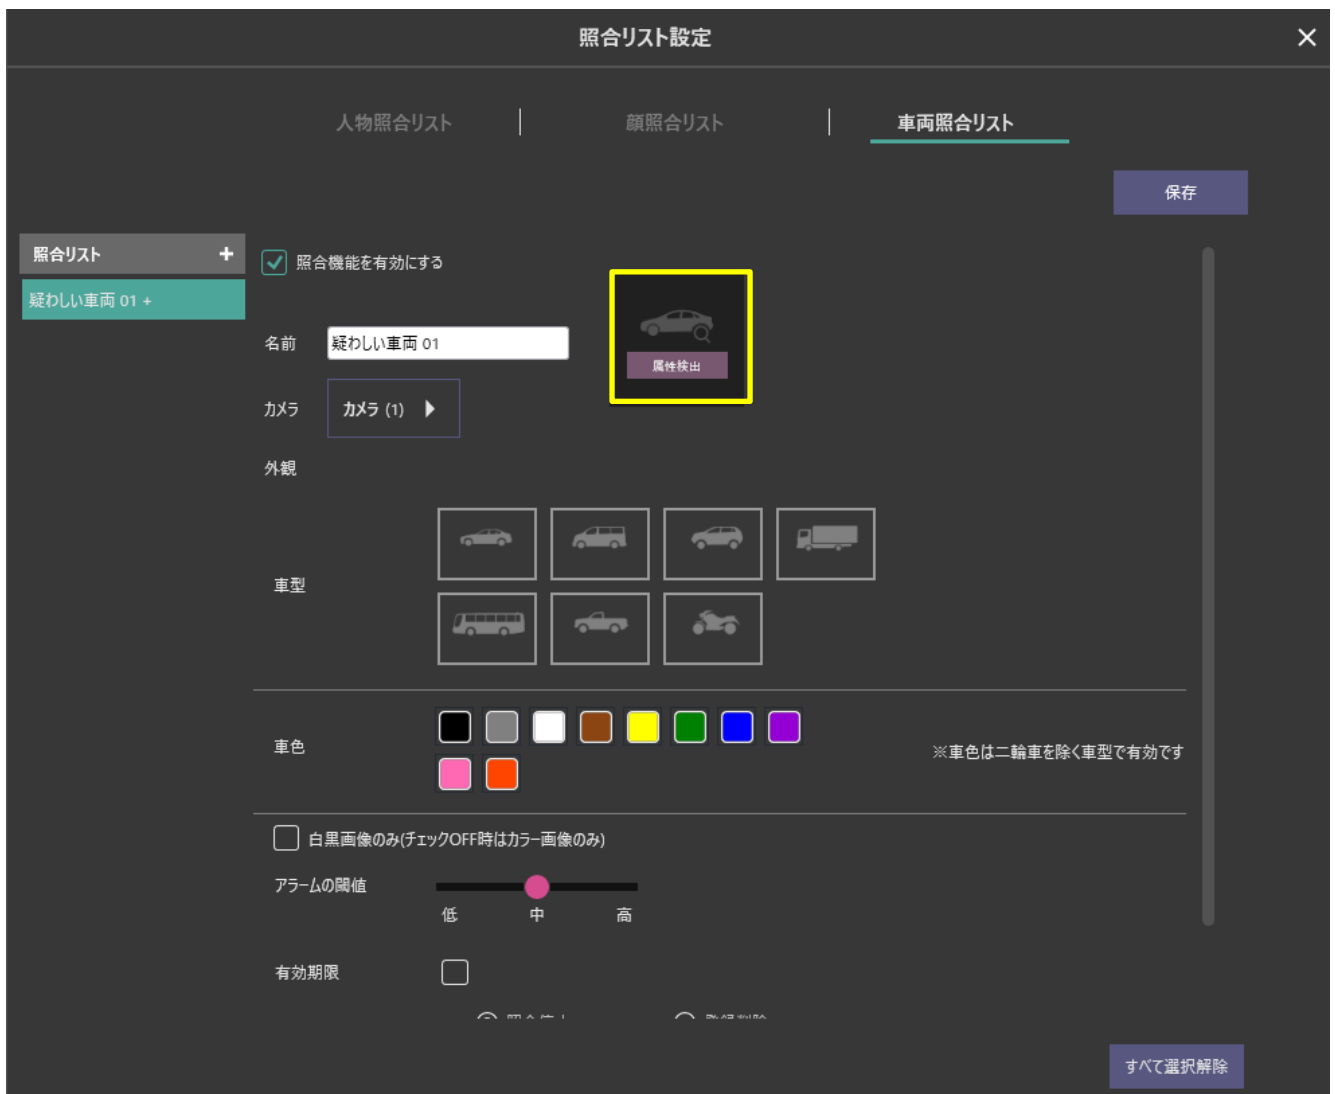 照合リスト設定
人物照合リスト
顔照合リスト
車両照合リスト
保存
照合リスト
疑わしい車両 01 +
照合機能を有効にする
名前
疑わしい車両 01
属性検出
カメラ
カメラ (1)
外観
車型
車色
※車色は二輪車を除く車型で有効です
白黒画像のみ(チェックOFF時はカラー画像のみ)
アラームの閾値
低
中
高
有効期限
すべて選択解除